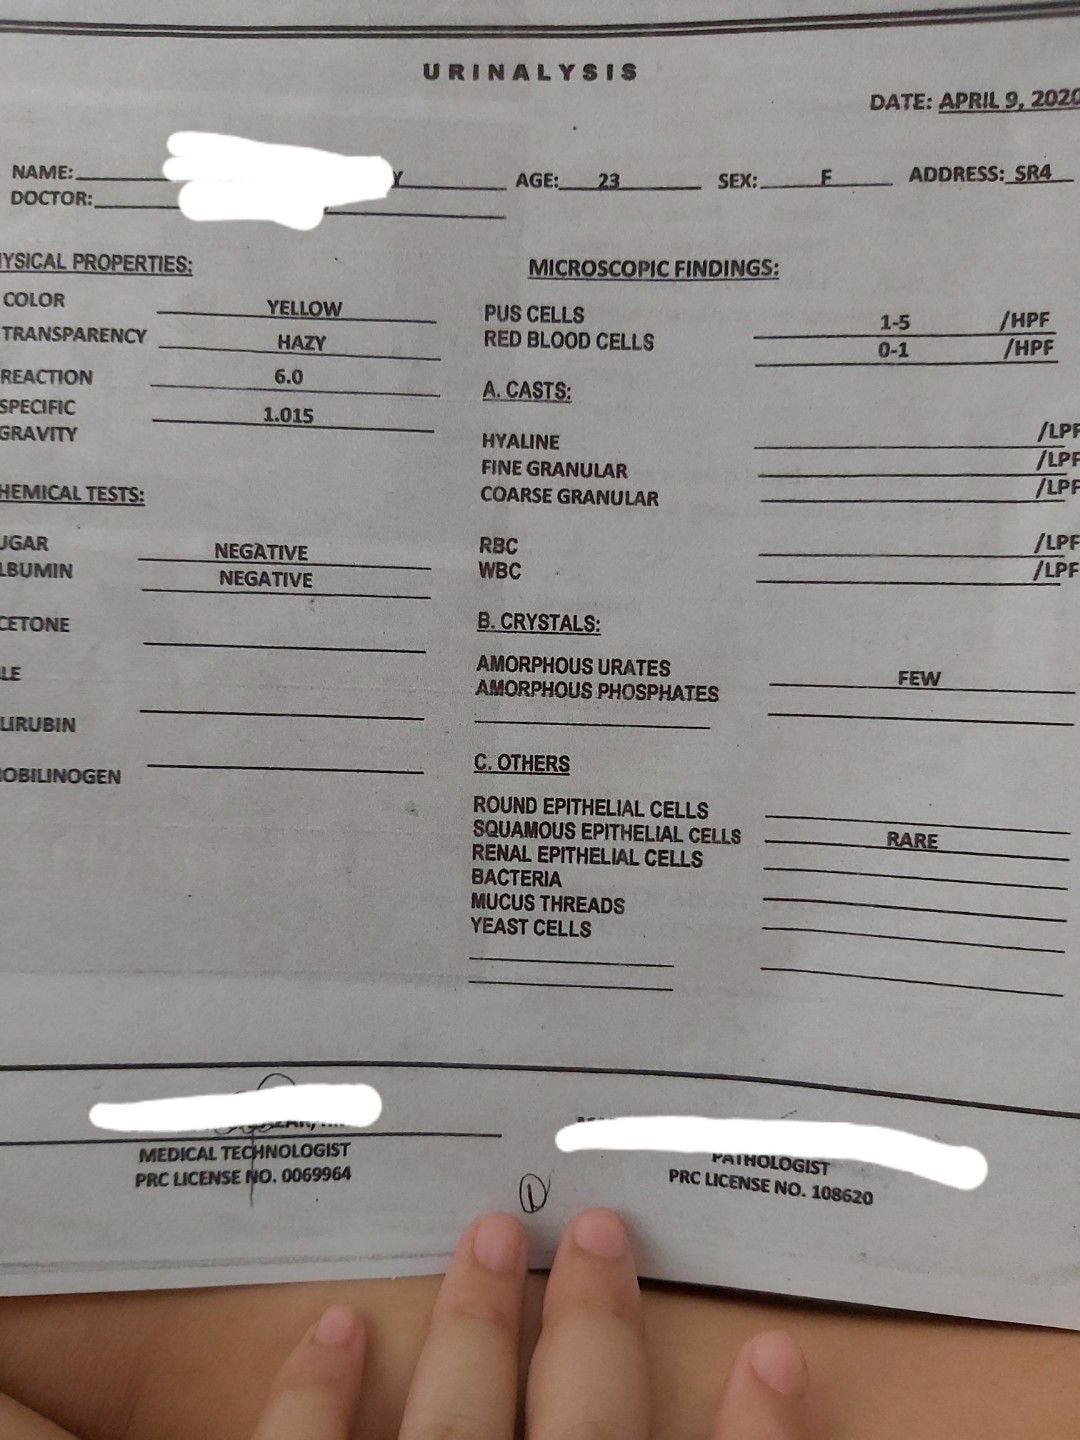 URINALYSIS
DATE: APRIL 9, 2020
NAME: Y AGE: 23 SEX: F ADDRESS: SR4
DOCTOR:
YSICAL PROPERTIES:
COLOR YELLOW
TRANSPARENCY HAZY
REACTION 6.0
SPECIFIC 1.015
GRAVITY
HEMICAL TESTS:
UGAR NEGATIVE
LBUMIN NEGATIVE
CETONE
LE
LIRUBIN
OBILINOGEN
MICROSCOPIC FINDINGS:
PUS CELLS 1-5 /HPF
RED BLOOD CELLS 0-1 /HPF
A. CASTS:
HYALINE /LPF
FINE GRANULAR /LPF
COARSE GRANULAR /LPF
RBC /LPF
WBC /LPF
B. CRYSTALS:
AMORPHOUS URATES FEW
AMORPHOUS PHOSPHATES
C. OTHERS
ROUND EPITHELIAL CELLS
SQUAMOUS EPITHELIAL CELLS RARE
RENAL EPITHELIAL CELLS
BACTERIA
MUCUS THREADS
YEAST CELLS
MEDICAL TECHNOLOGIST
PRC LICENSE NO. 0069964
PATHOLOGIST
PRC LICENSE NO. 108620
1